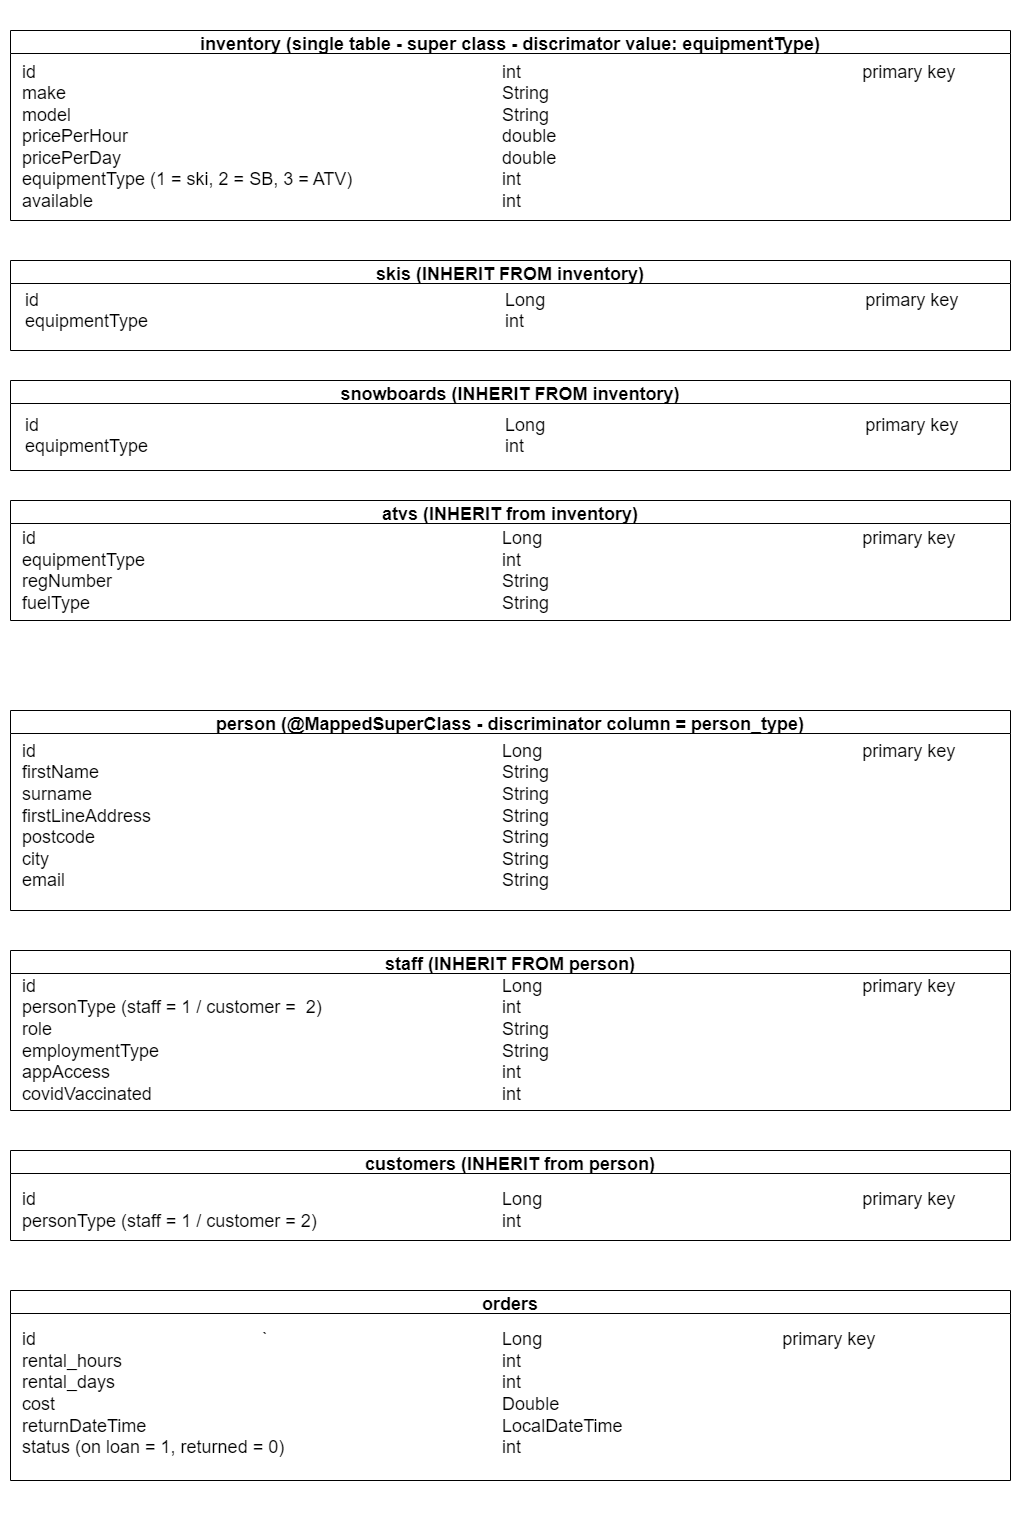 inventory (single table - super class - discrimator value: equipmentType)
id int primary key
make String
model String
pricePerHour double
pricePerDay double
equipmentType (1 = ski, 2 = SB, 3 = ATV) int
available int
skis (INHERIT FROM inventory)
id Long primary key
equipmentType int
snowboards (INHERIT FROM inventory)
id Long primary key
equipmentType int
atvs (INHERIT from inventory)
id Long primary key
equipmentType int
regNumber String
fuelType String
person (@MappedSuperClass - discriminator column = person_type)
id Long primary key
firstName String
surname String
firstLineAddress String
postcode String
city String
email String
staff (INHERIT FROM person)
id Long primary key
personType (staff = 1 / customer =  2) int
role String
employmentType String
appAccess int
covidVaccinated int
customers (INHERIT from person)
id Long primary key
personType (staff = 1 / customer = 2) int
orders
id ` Long primary key
rental_hours int
rental_days int
cost Double
returnDateTime LocalDateTime
status (on loan = 1, returned = 0) int